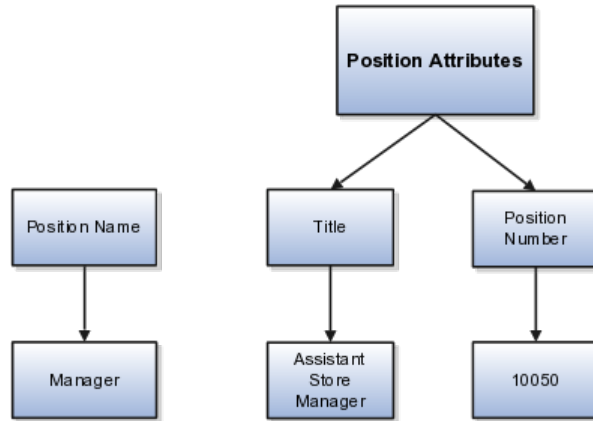 Position Attributes
Position Name
Title
Position
Number
Manager
Assistant
Store
Manager
10050